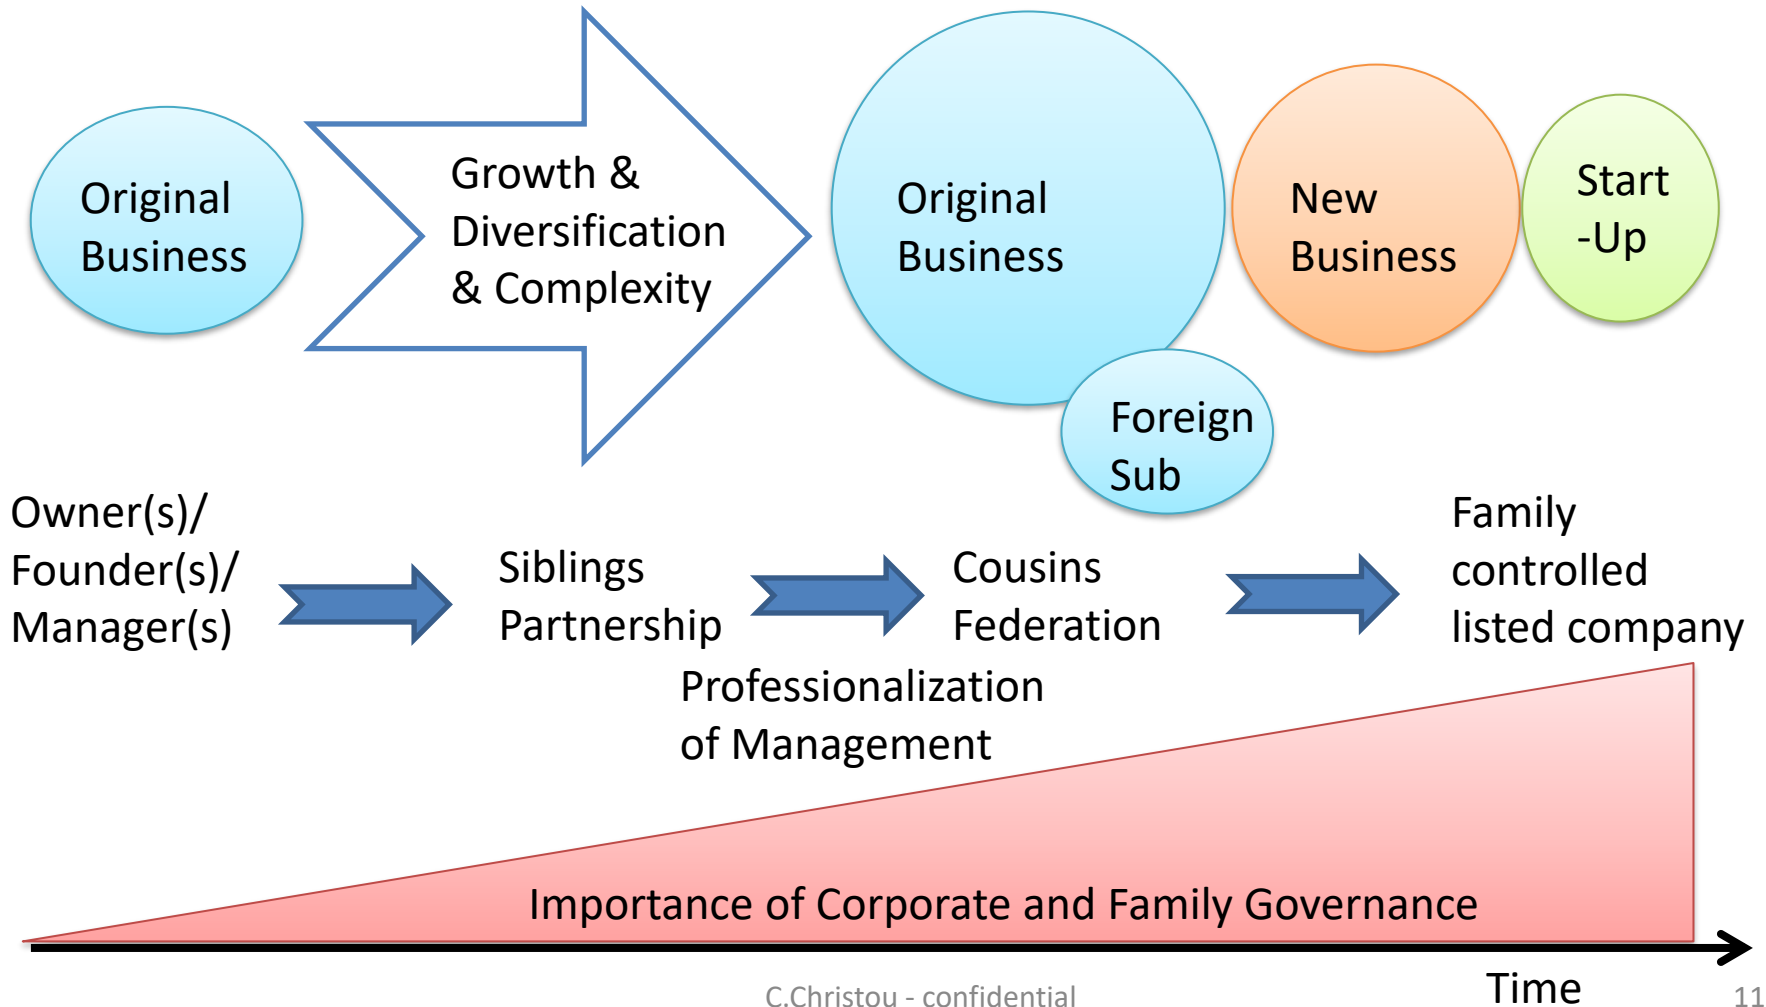 Original
Business
Growth &
Diversification
& Complexity
Original
Business
New
Business
Start
-Up
Foreign
Sub
Owner(s)/
Founder(s)/
Manager(s)
Siblings
Partnership
Cousins
Federation
Family
controlled
listed company
Professionalization
of Management
Importance of Corporate and Family Governance
Time
C.Christou - confidential
11